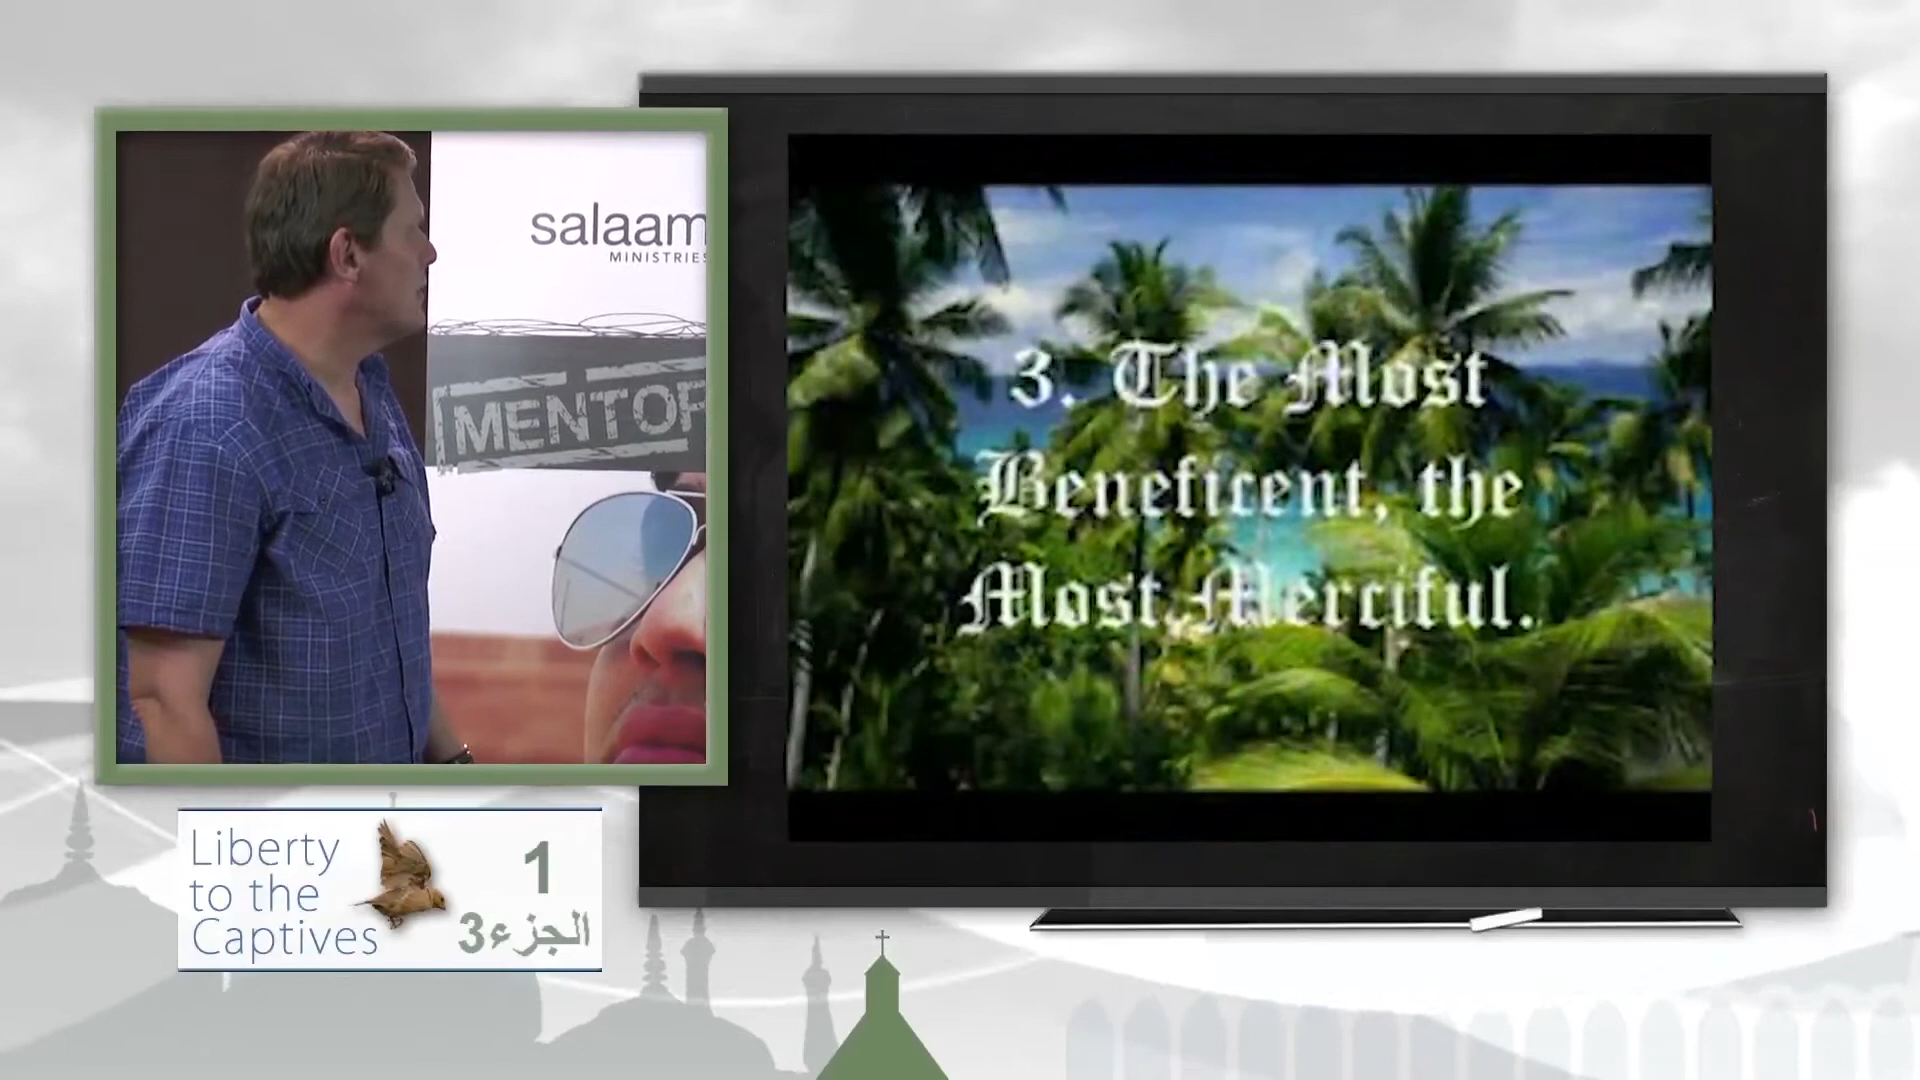 salaam
MINISTRIES
MENTOR
3. The Most
Beneficent, the
Most Merciful.
Liberty
to the
Captives
1
الجزء3